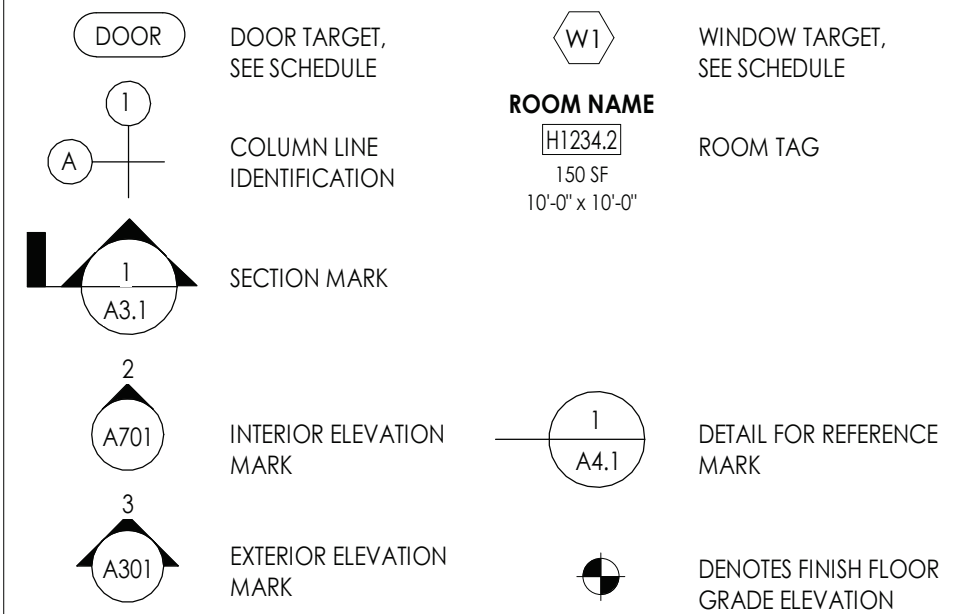 DOOR
DOOR TARGET,
SEE SCHEDULE
1
A
COLUMN LINE
IDENTIFICATION
1
A3.1
SECTION MARK
2
A701
INTERIOR ELEVATION
MARK
3
A301
EXTERIOR ELEVATION
MARK
W1
WINDOW TARGET,
SEE SCHEDULE
ROOM NAME
H1234.2
150 SF
10'-0" x 10'-0"
ROOM TAG
1
A4.1
DETAIL FOR REFERENCE
MARK
DENOTES FINISH FLOOR
GRADE ELEVATION